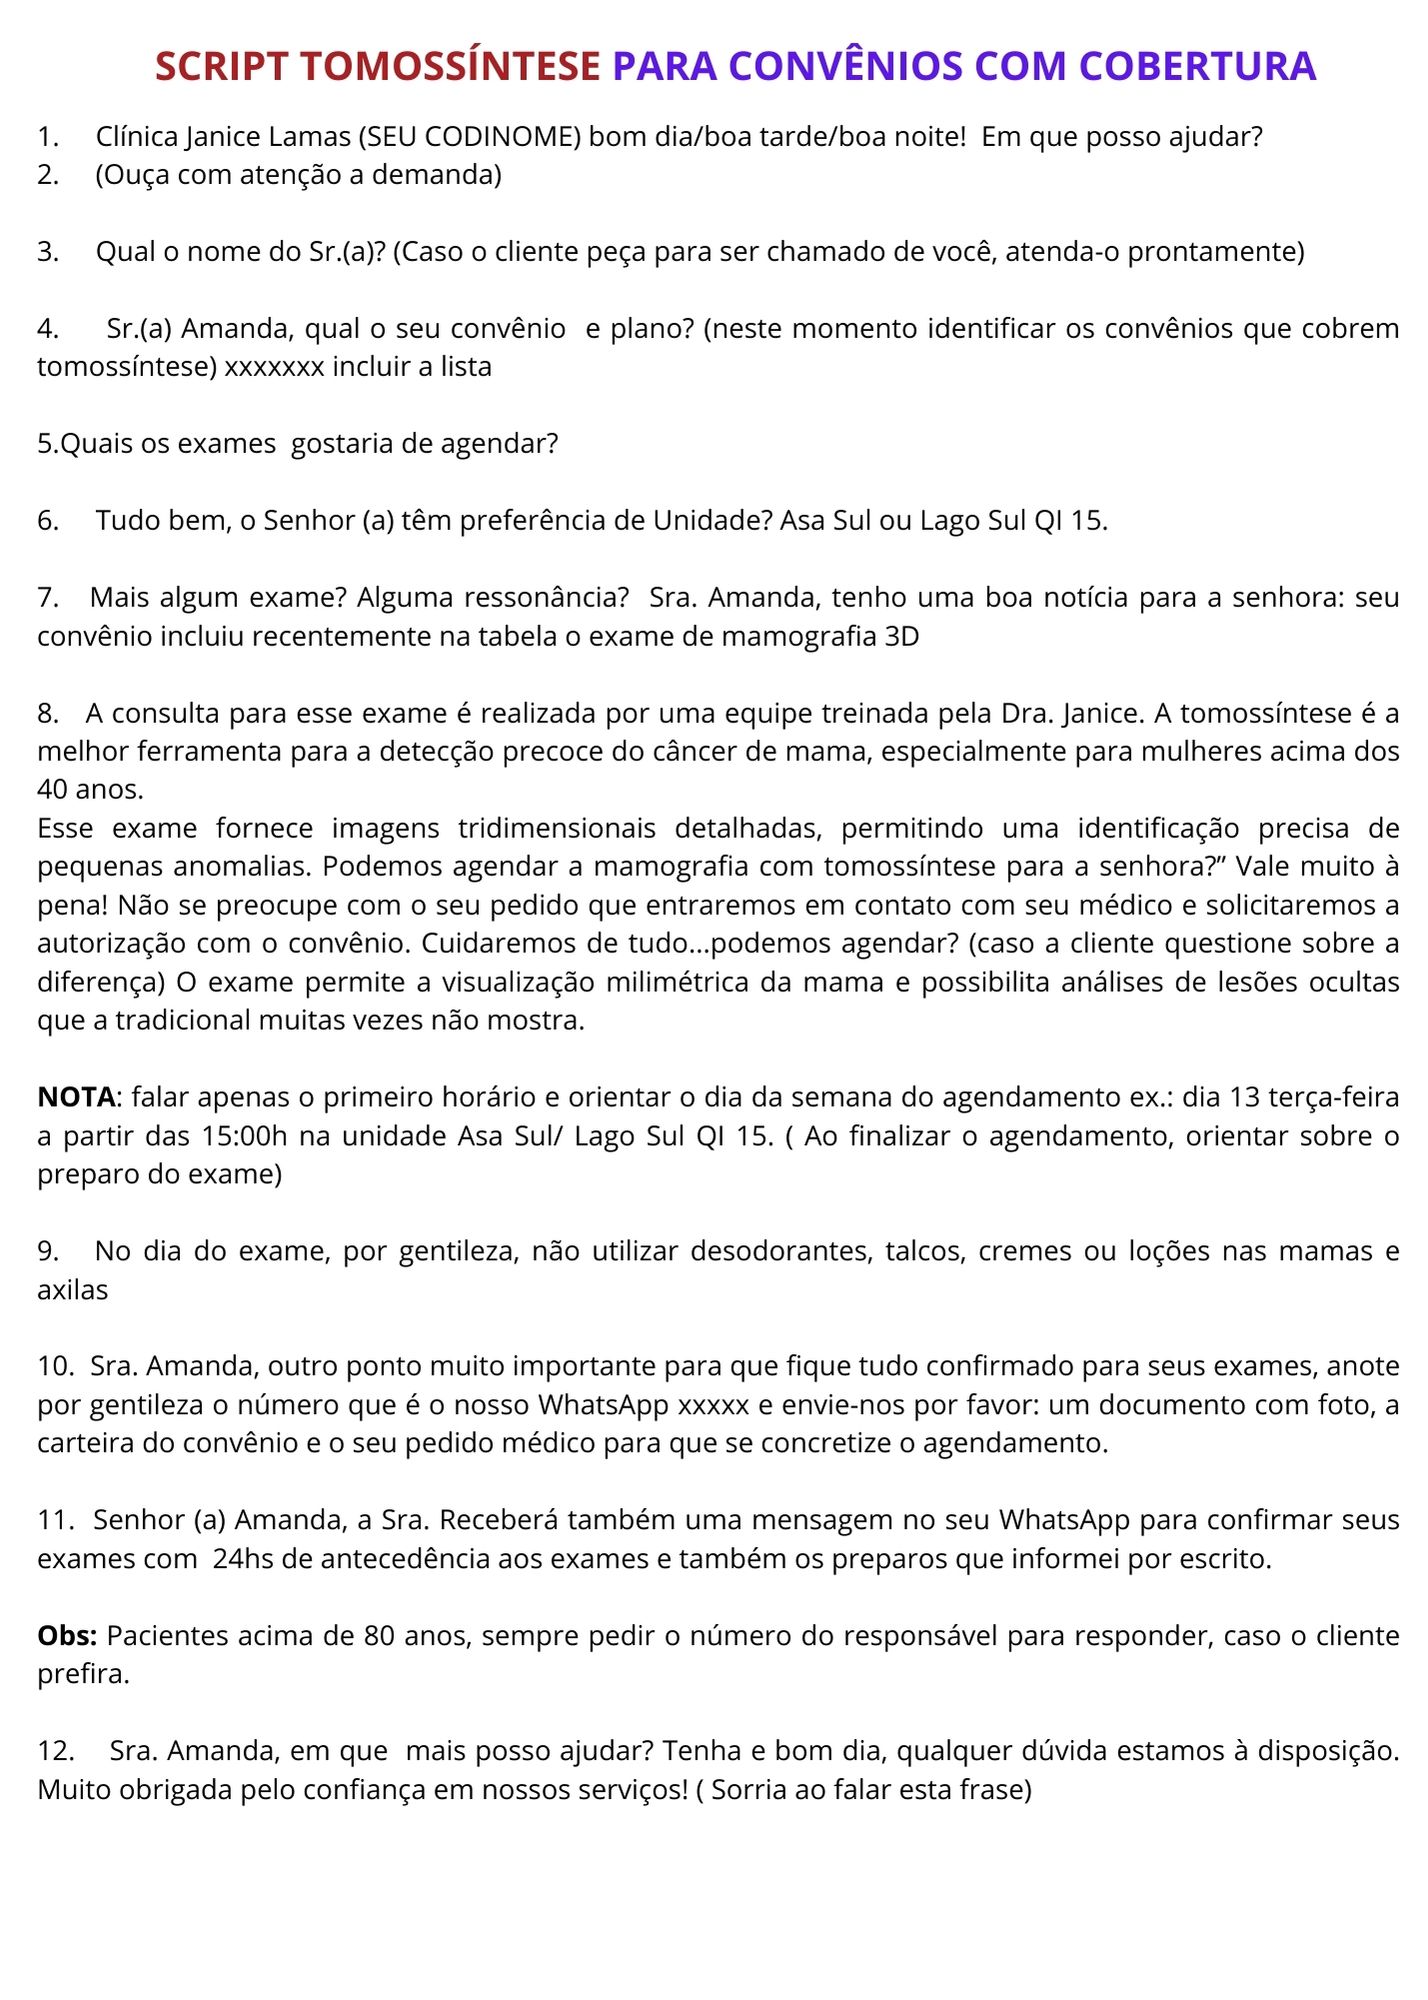 SCRIPT TOMOSSÍNTESE PARA CONVÊNIOS COM COBERTURA
1. Clínica Janice Lamas (SEU CODINOME) bom dia/boa tarde/boa noite! Em que posso ajudar?
2. (Ouça com atenção a demanda)
3. Qual o nome do Sr.(a)? (Caso o cliente peça para ser chamado de você, atenda-o prontamente)
4. Sr.(a) Amanda, qual o seu convênio e plano? (neste momento identificar os convênios que cobrem
tomossíntese) xxxxxxx incluir a lista
5.Quais os exames gostaria de agendar?
6. Tudo bem, o Senhor (a) têm preferência de Unidade? Asa Sul ou Lago Sul QI 15.
7. Mais algum exame? Alguma ressonância? Sra. Amanda, tenho uma boa notícia para a senhora: seu
convênio incluiu recentemente na tabela o exame de mamografia 3D
8. A consulta para esse exame é realizada por uma equipe treinada pela Dra. Janice. A tomossíntese é a
melhor ferramenta para a detecção precoce do câncer de mama, especialmente para mulheres acima dos
40 anos.
Esse exame fornece imagens tridimensionais detalhadas, permitindo uma identificação precisa de
pequenas anomalias. Podemos agendar a mamografia com tomossíntese para a senhora?” Vale muito à
pena! Não se preocupe com o seu pedido que entraremos em contato com seu médico e solicitaremos a
autorização com o convênio. Cuidaremos de tudo...podemos agendar? (caso a cliente questione sobre a
diferença) O exame permite a visualização milimétrica da mama e possibilita análises de lesões ocultas
que a tradicional muitas vezes não mostra.
NOTA: falar apenas o primeiro horário e orientar o dia da semana do agendamento ex.: dia 13 terça-feira
a partir das 15:00h na unidade Asa Sul/ Lago Sul QI 15. ( Ao finalizar o agendamento, orientar sobre o
preparo do exame)
9. No dia do exame, por gentileza, não utilizar desodorantes, talcos, cremes ou loções nas mamas e
axilas
10. Sra. Amanda, outro ponto muito importante para que fique tudo confirmado para seus exames, anote
por gentileza o número que é o nosso WhatsApp xxxxx e envie-nos por favor: um documento com foto, a
carteira do convênio e o seu pedido médico para que se concretize o agendamento.
11. Senhor (a) Amanda, a Sra. Receberá também uma mensagem no seu WhatsApp para confirmar seus
exames com 24hs de antecedência aos exames e também os preparos que informei por escrito.
Obs: Pacientes acima de 80 anos, sempre pedir o número do responsável para responder, caso o cliente
prefira.
12. Sra. Amanda, em que mais posso ajudar? Tenha e bom dia, qualquer dúvida estamos à disposição.
Muito obrigada pelo confiança em nossos serviços! ( Sorria ao falar esta frase)